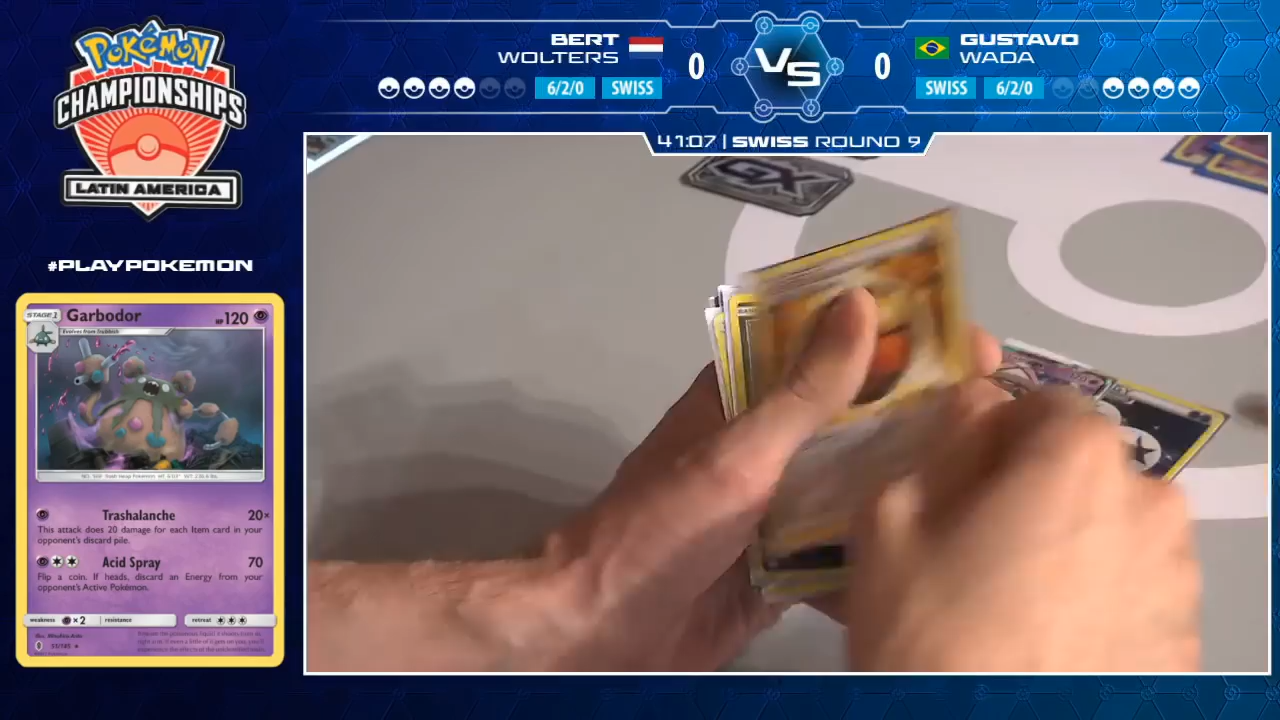 POKÉMON
CHAMPIONSHIPS
LATIN AMERICA
#PLAYPOKEMON
BERT
WOLTERS
6/2/0
SWISS
0
VS
0
GUSTAVO
WADA
SWISS
6/2/0
41:07 | SWISS ROUND 9
GX
STAGE 1
Garbodor
HP 120
Evolves from Trubbish
Trashalanche
20×
This attack does 20 damage for each Item card in your
opponent's discard pile.
Acid Spray
70
Flip a coin. If heads, discard an Energy from your
opponent's Active Pokémon.
weakness
×2
resistance
retreat
51/145